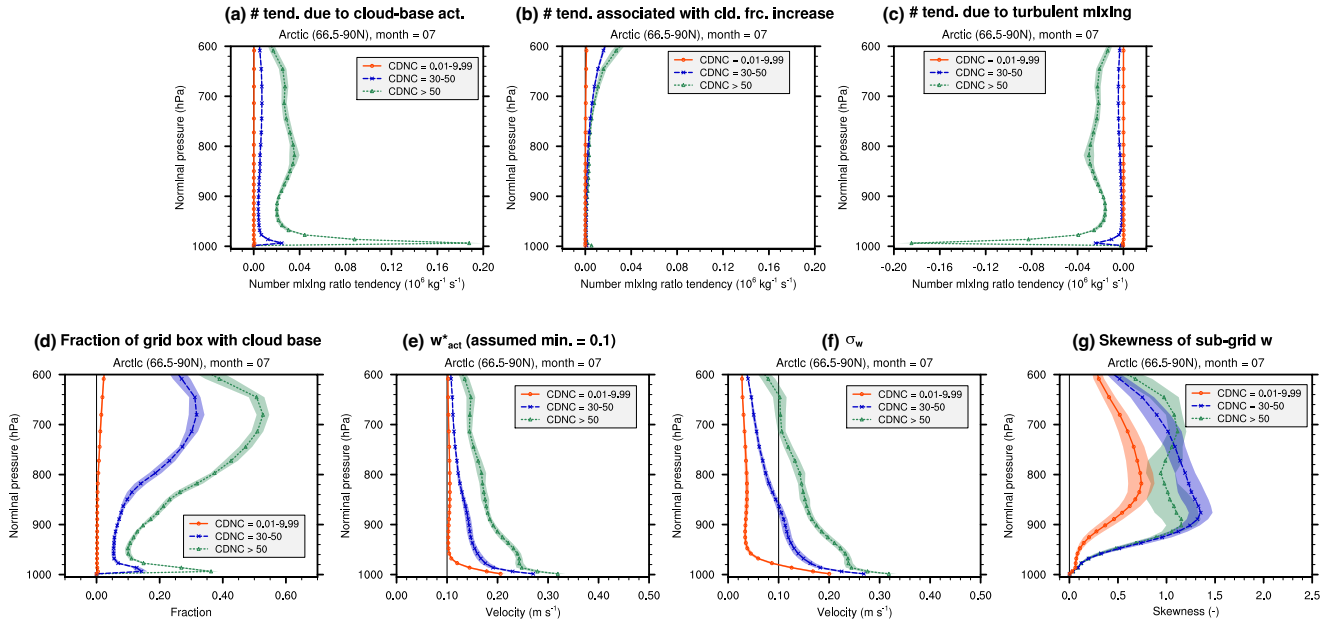 (a) # tend. due to cloud-base act.
Arctic (66.5-90N), month = 07
600
700
800
900
1000
Norminal pressure (hPa)
CDNC = 0.01-9.99
CDNC = 30-50
CDNC > 50
0.00 0.04 0.08 0.12 0.16 0.20
Number mixing ratio tendency (10⁶ kg⁻¹ s⁻¹)
(b) # tend. associated with cld. frc. increase
Arctic (66.5-90N), month = 07
600
700
800
900
1000
Norminal pressure (hPa)
CDNC = 0.01-9.99
CDNC = 30-50
CDNC > 50
0.00 0.04 0.08 0.12 0.16 0.20
Number mixing ratio tendency (10⁶ kg⁻¹ s⁻¹)
(c) # tend. due to turbulent mixing
Arctic (66.5-90N), month = 07
600
700
800
900
1000
Norminal pressure (hPa)
CDNC = 0.01-9.99
CDNC = 30-50
CDNC > 50
-0.20 -0.16 -0.12 -0.08 -0.04 0.00
Number mixing ratio tendency (10⁶ kg⁻¹ s⁻¹)
(d) Fraction of grid box with cloud base
Arctic (66.5-90N), month = 07
600
700
800
900
1000
Norminal pressure (hPa)
CDNC = 0.01-9.99
CDNC = 30-50
CDNC > 50
0.00 0.20 0.40 0.60
Fraction
(e) w*act (assumed min. = 0.1)
Arctic (66.5-90N), month = 07
600
700
800
900
1000
Norminal pressure (hPa)
CDNC = 0.01-9.99
CDNC = 30-50
CDNC > 50
0.00 0.10 0.20 0.30 0.40 0.50
Velocity (m s⁻¹)
(f) σw
Arctic (66.5-90N), month = 07
600
700
800
900
1000
Norminal pressure (hPa)
CDNC = 0.01-9.99
CDNC = 30-50
CDNC > 50
0.00 0.10 0.20 0.30 0.40 0.50
Velocity (m s⁻¹)
(g) Skewness of sub-grid w
Arctic (66.5-90N), month = 07
600
700
800
900
1000
Norminal pressure (hPa)
CDNC = 0.01-9.99
CDNC = 30-50
CDNC > 50
0.0 0.5 1.0 1.5 2.0 2.5
Skewness (-)